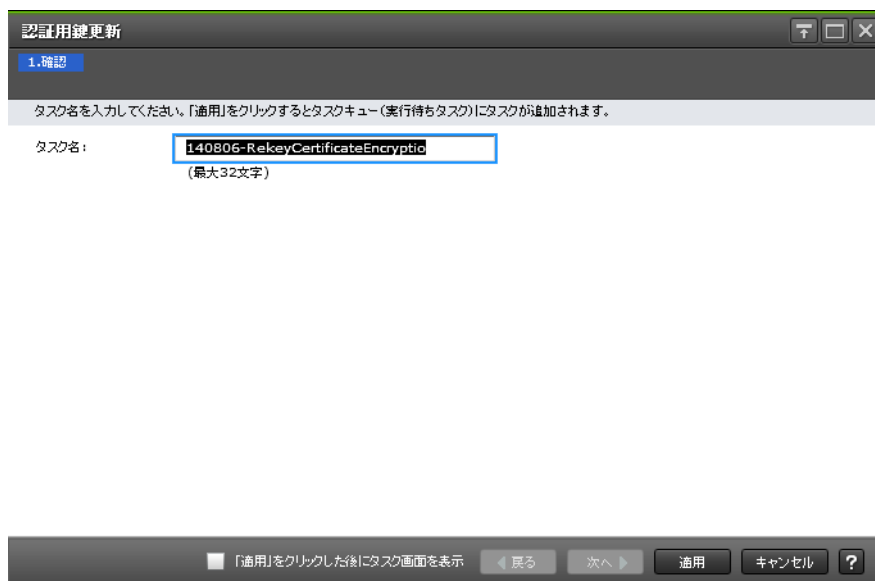 認証用鍵更新
1.確認
タスク名を入力してください。「適用」をクリックするとタスクキュー(実行待ちタスク)にタスクが追加されます。
タスク名:
140806-RekeyCertificateEncryptio
(最大32文字)
「適用」をクリックした後にタスク画面を表示
戻る
次へ
適用
キャンセル
?